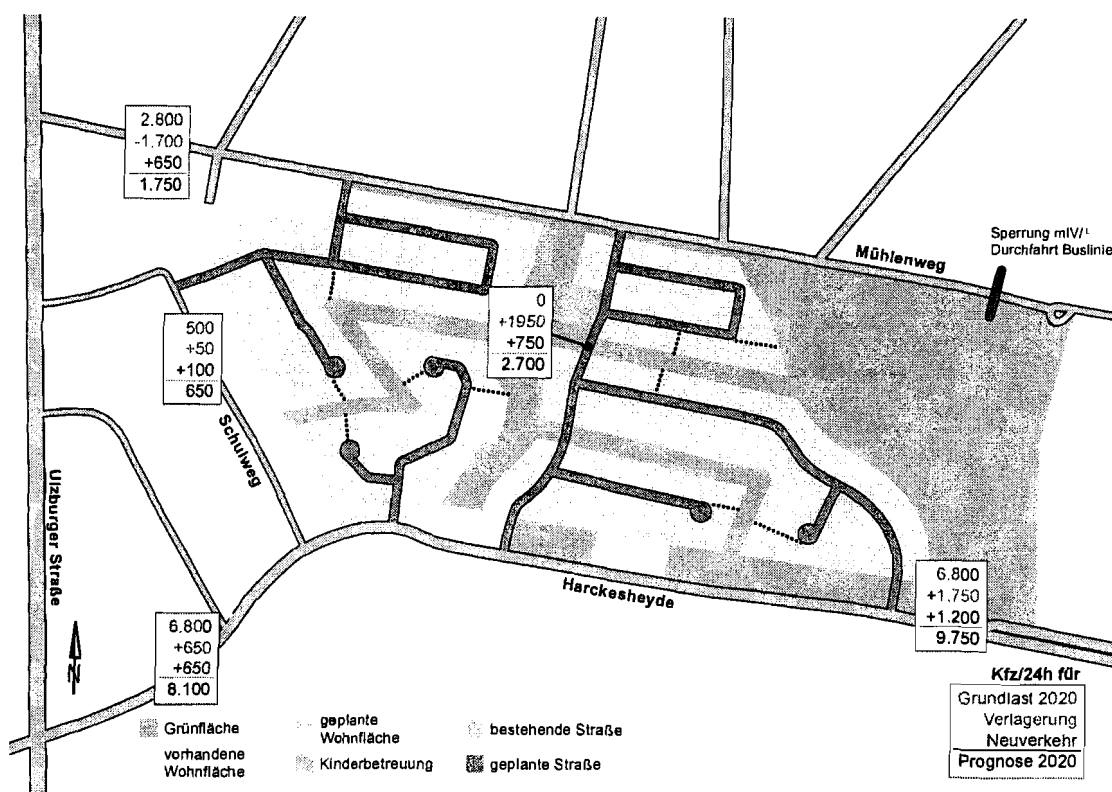 2.800
-1.700
+650
1.750
Sperrung mIV/
Durchfahrt Buslinie
Mühlenweg
0
+1950
+750
2.700
500
+50
+100
650
Schulweg
Ulzburger Straße
Harckesheyde
6.800
+1.750
+1.200
9.750
6.800
+650
+650
8.100
N
Kfz/24h für
Grundlast 2020
Verlagerung
Neuverkehr
Prognose 2020
Grünfläche
vorhandene
Wohnfläche
geplante
Wohnfläche
Kinderbetreuung
bestehende Straße
geplante Straße